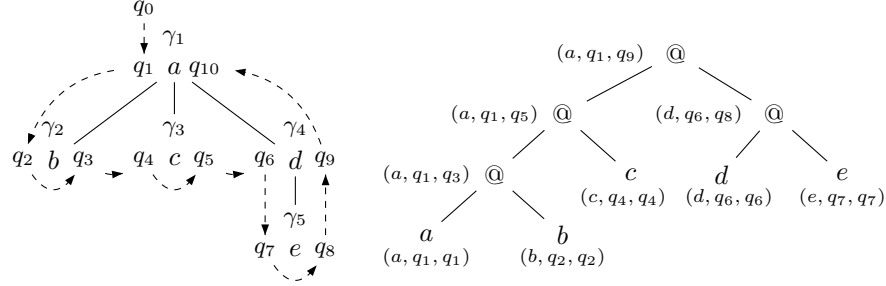 q₀
γ₁
q₁ a q₁₀
γ₂ γ₃ γ₄
q₂ b q₃ q₄ c q₅ q₆ d q₉
γ₅
q₇ e q₈
(a, q₁, q₉) @
(a, q₁, q₅) @ (d, q₆, q₈) @
(a, q₁, q₃) @ c d e
(c, q₄, q₄) (d, q₆, q₆) (e, q₇, q₇)
a b
(a, q₁, q₁) (b, q₂, q₂)